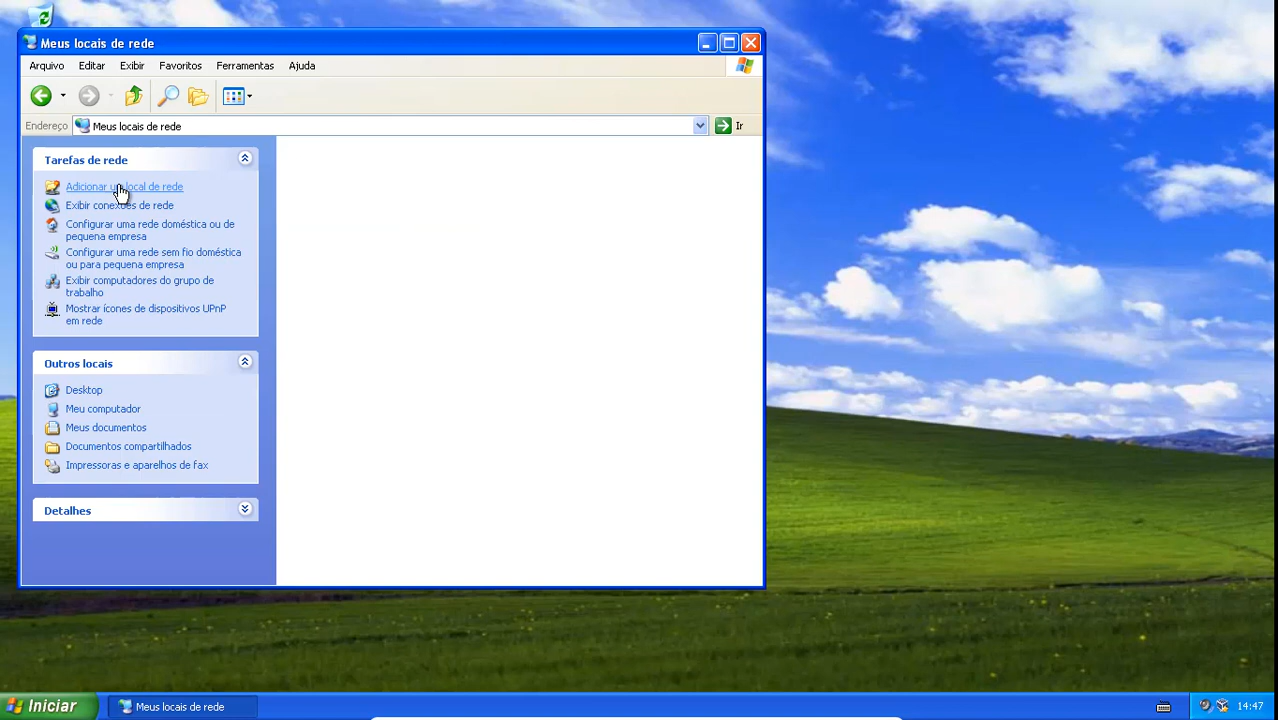 Meus locais de rede
Arquivo Editar Exibir Favoritos Ferramentas Ajuda
Endereço Meus locais de rede Ir
Tarefas de rede
Adicionar um local de rede
Exibir conexões de rede
Configurar uma rede doméstica ou de
pequena empresa
Configurar uma rede sem fio doméstica
ou para pequena empresa
Exibir computadores do grupo de
trabalho
Mostrar ícones de dispositivos UPnP
em rede
Outros locais
Desktop
Meu computador
Meus documentos
Documentos compartilhados
Impressoras e aparelhos de fax
Detalhes
Iniciar Meus locais de rede 14:47